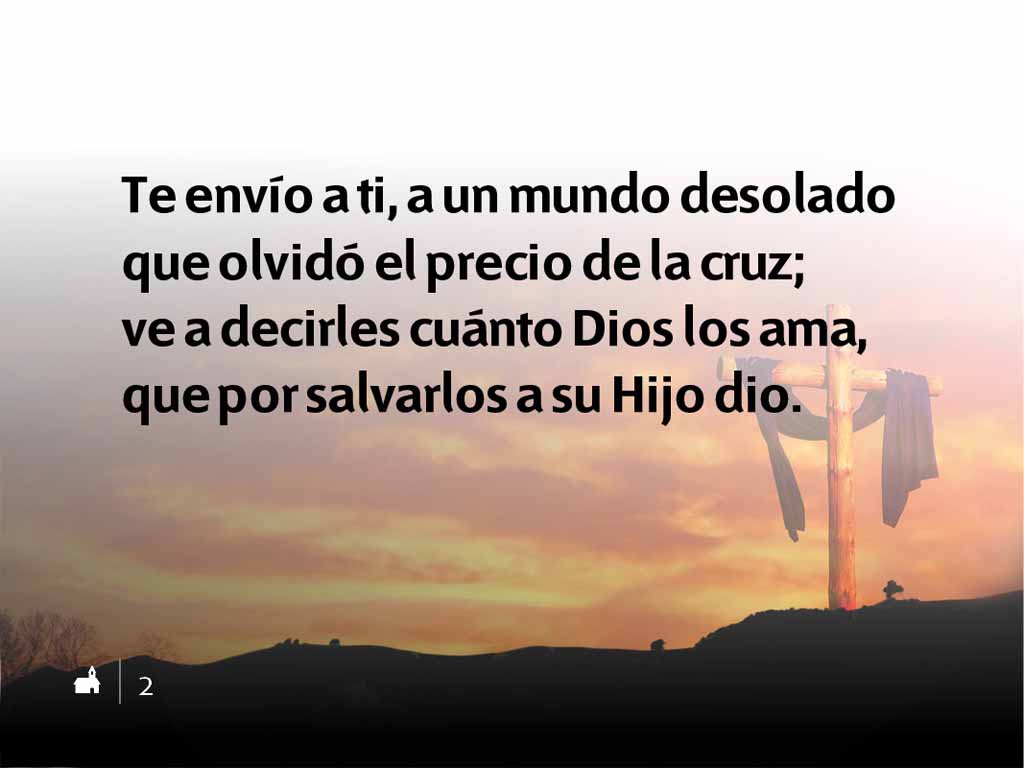 Te envío a ti, a un mundo desolado
que olvidó el precio de la cruz;
ve a decirles cuánto Dios los ama,
que por salvarlos a su Hijo dio.
2